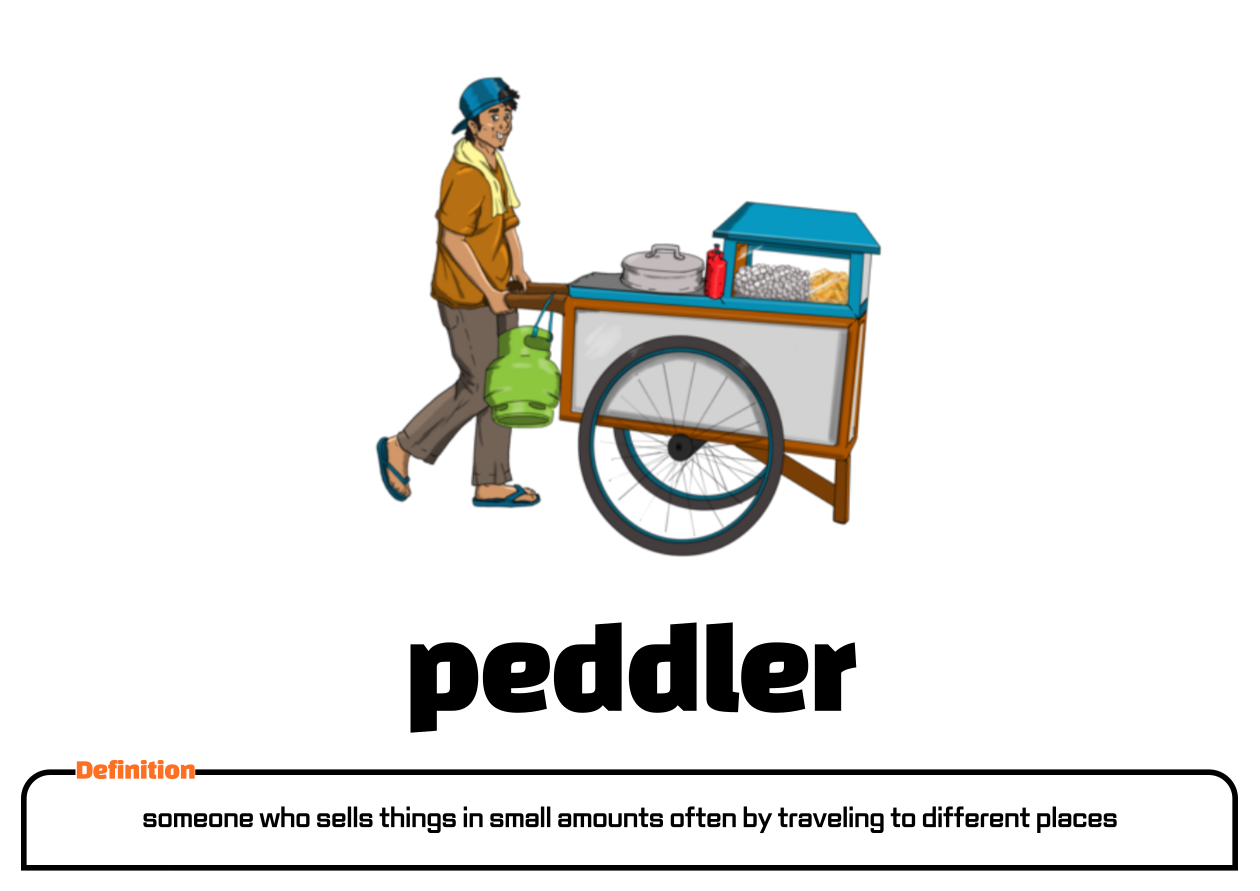 peddler
Definition
someone who sells things in small amounts often by traveling to different places